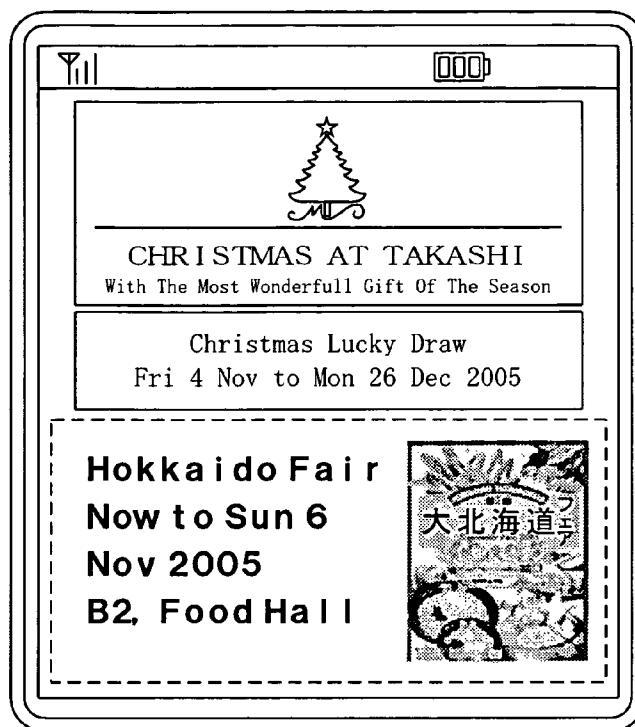 CHRISTMAS AT TAKASHI
With The Most Wonderfull Gift Of The Season
Christmas Lucky Draw
Fri 4 Nov to Mon 26 Dec 2005
Hokkaido Fair
Now to Sun 6
Nov 2005
B2, Food Hall
大北海道
フェア